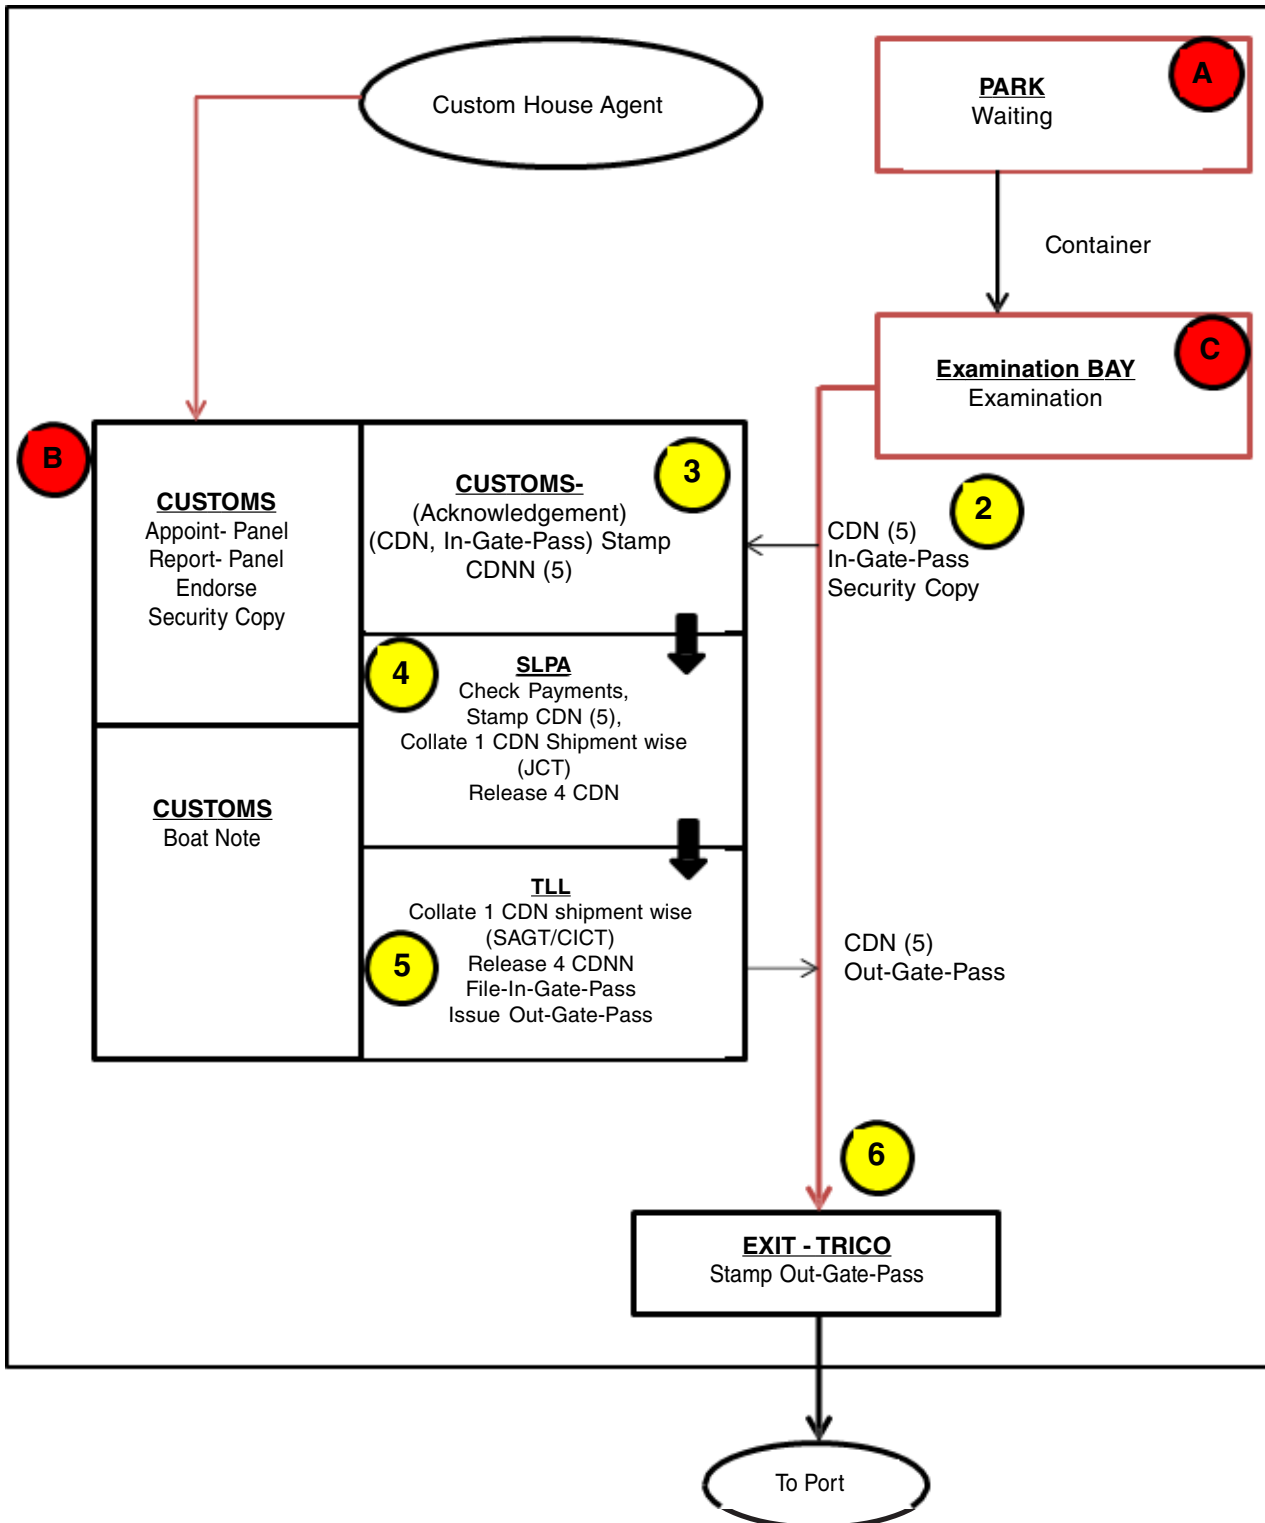 Custom House Agent
A
PARK
Waiting
Container
C
Examination BAY
Examination
B
CUSTOMS
Appoint- Panel
Report- Panel
Endorse
Security Copy
3
CUSTOMS-
(Acknowledgement)
(CDN, In-Gate-Pass) Stamp
CDNN (5)
2
CDN (5)
In-Gate-Pass
Security Copy
4
SLPA
Check Payments,
Stamp CDN (5),
Collate 1 CDN Shipment wise
(JCT)
Release 4 CDN
CUSTOMS
Boat Note
5
TLL
Collate 1 CDN shipment wise
(SAGT/CICT)
Release 4 CDNN
File-In-Gate-Pass
Issue Out-Gate-Pass
CDN (5)
Out-Gate-Pass
6
EXIT - TRICO
Stamp Out-Gate-Pass
To Port